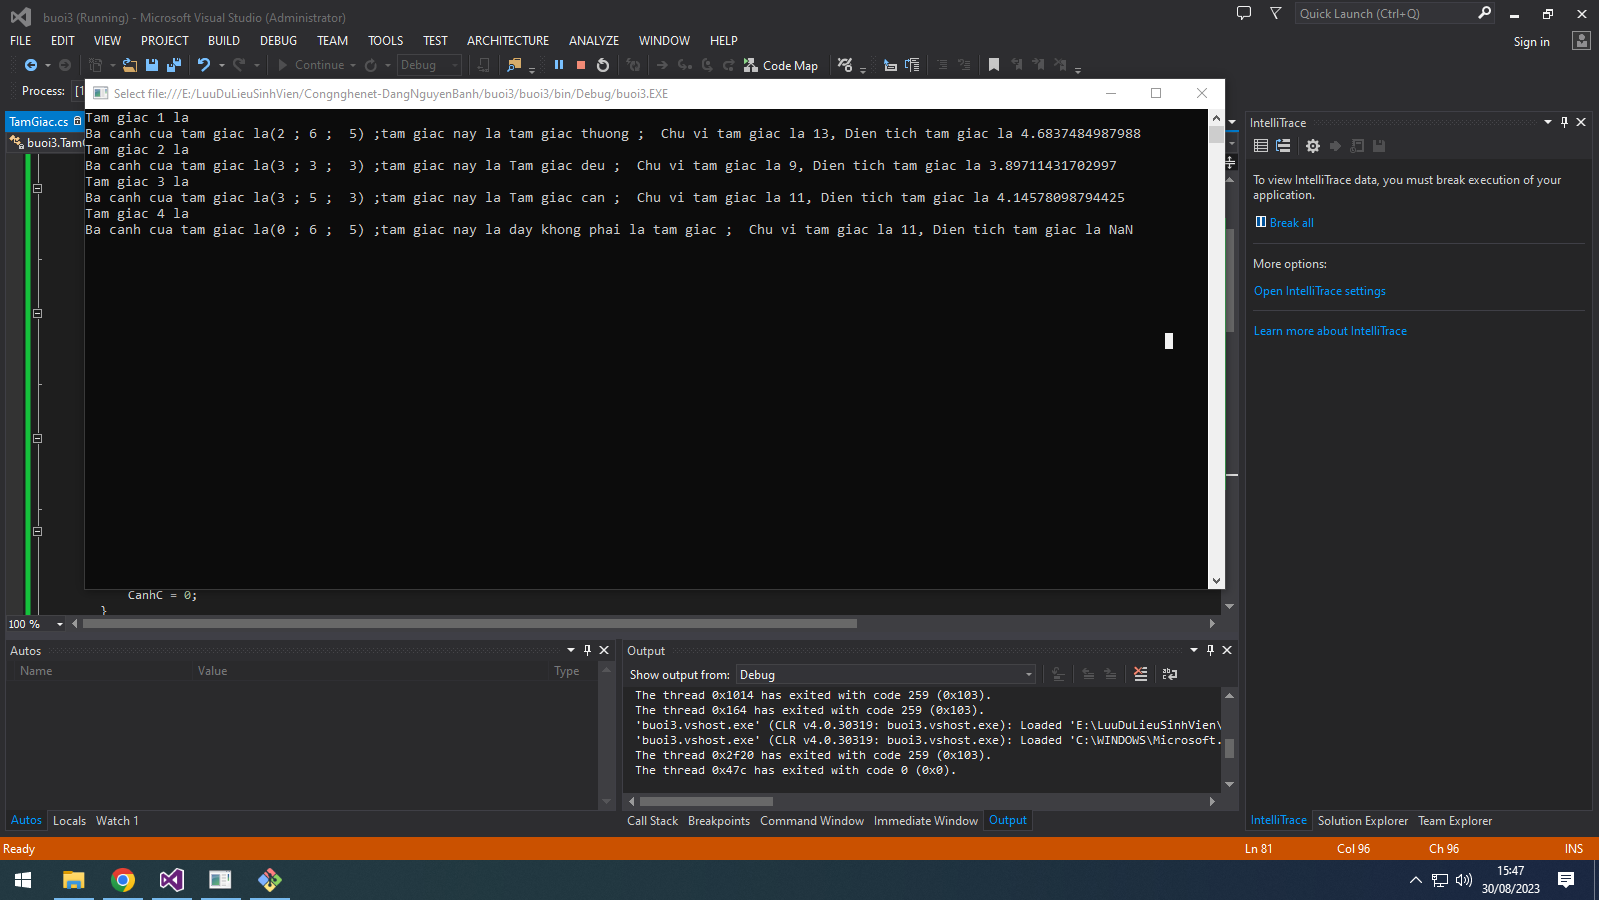 buoi3 (Running) - Microsoft Visual Studio (Administrator)
Quick Launch (Ctrl+Q)
FILE EDIT VIEW PROJECT BUILD DEBUG TEAM TOOLS TEST ARCHITECTURE ANALYZE WINDOW HELP
Sign in
Continue Debug Code Map
Process: [1
Select file:///E:/LuuDuLieuSinhVien/Congnghenet-DangNguyenBanh/buoi3/buoi3/bin/Debug/buoi3.EXE
TamGiac.cs
buoi3.Tam
Tam giac 1 la
Ba canh cua tam giac la(2 ; 6 ;  5) ;tam giac nay la tam giac thuong ;  Chu vi tam giac la 13, Dien tich tam giac la 4.6837484987988
Tam giac 2 la
Ba canh cua tam giac la(3 ; 3 ;  3) ;tam giac nay la Tam giac deu ;  Chu vi tam giac la 9, Dien tich tam giac la 3.89711431702997
Tam giac 3 la
Ba canh cua tam giac la(3 ; 5 ;  3) ;tam giac nay la Tam giac can ;  Chu vi tam giac la 11, Dien tich tam giac la 4.14578098794425
Tam giac 4 la
Ba canh cua tam giac la(0 ; 6 ;  5) ;tam giac nay la day khong phai la tam giac ;  Chu vi tam giac la 11, Dien tich tam giac la NaN
CanhC = 0;
}
100 %
IntelliTrace
To view IntelliTrace data, you must break execution of your
application.
Break all
More options:
Open IntelliTrace settings
Learn more about IntelliTrace
Autos
Name Value Type
Autos Locals Watch 1
Output
Show output from: Debug
The thread 0x1014 has exited with code 259 (0x103).
The thread 0x164 has exited with code 259 (0x103).
'buoi3.vshost.exe' (CLR v4.0.30319: buoi3.vshost.exe): Loaded 'E:\LuuDuLieuSinhVien\
'buoi3.vshost.exe' (CLR v4.0.30319: buoi3.vshost.exe): Loaded 'C:\WINDOWS\Microsoft.
The thread 0x2f20 has exited with code 259 (0x103).
The thread 0x47c has exited with code 0 (0x0).
Call Stack Breakpoints Command Window Immediate Window Output
IntelliTrace Solution Explorer Team Explorer
Ready
Ln 81 Col 96 Ch 96 INS
15:47
30/08/2023